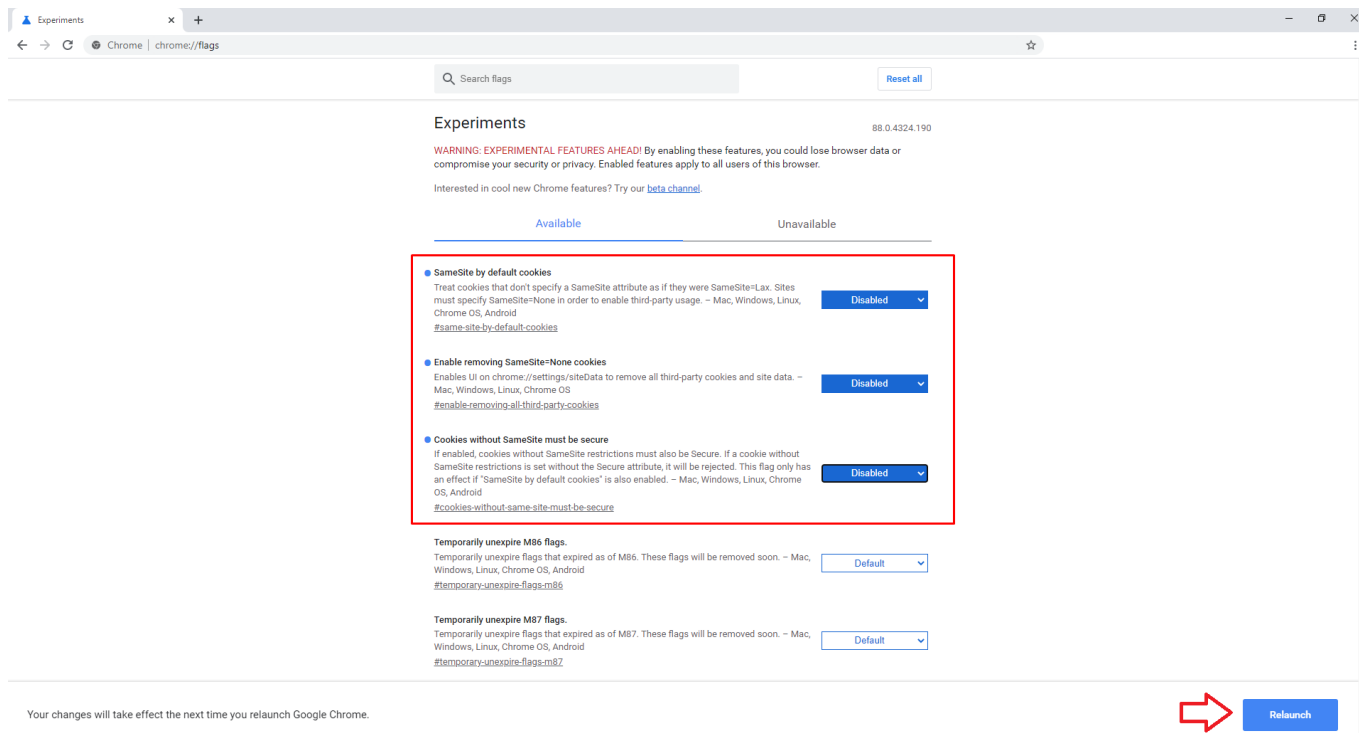 Experiments
Chrome | chrome://flags
Search flags
Reset all
Experiments
88.0.4324.190
WARNING: EXPERIMENTAL FEATURES AHEAD! By enabling these features, you could lose browser data or
compromise your security or privacy. Enabled features apply to all users of this browser.
Interested in cool new Chrome features? Try our beta channel.
Available
Unavailable
SameSite by default cookies
Treat cookies that don't specify a SameSite attribute as if they were SameSite=Lax. Sites
must specify SameSite=None in order to enable third-party usage. – Mac, Windows, Linux,
Chrome OS, Android
#same-site-by-default-cookies
Disabled
Enable removing SameSite=None cookies
Enables UI on chrome://settings/siteData to remove all third-party cookies and site data. –
Mac, Windows, Linux, Chrome OS
#enable-removing-all-third-party-cookies
Disabled
Cookies without SameSite must be secure
If enabled, cookies without SameSite restrictions must also be Secure. If a cookie without
SameSite restrictions is set without the Secure attribute, it will be rejected. This flag only has
an effect if "SameSite by default cookies" is also enabled. – Mac, Windows, Linux, Chrome
OS, Android
#cookies-without-same-site-must-be-secure
Disabled
Temporarily unexpire M86 flags.
Temporarily unexpire flags that expired as of M86. These flags will be removed soon. – Mac,
Windows, Linux, Chrome OS, Android
#temporary-unexpire-flags-m86
Default
Temporarily unexpire M87 flags.
Temporarily unexpire flags that expired as of M87. These flags will be removed soon. – Mac,
Windows, Linux, Chrome OS, Android
#temporary-unexpire-flags-m87
Default
Your changes will take effect the next time you relaunch Google Chrome.
Relaunch